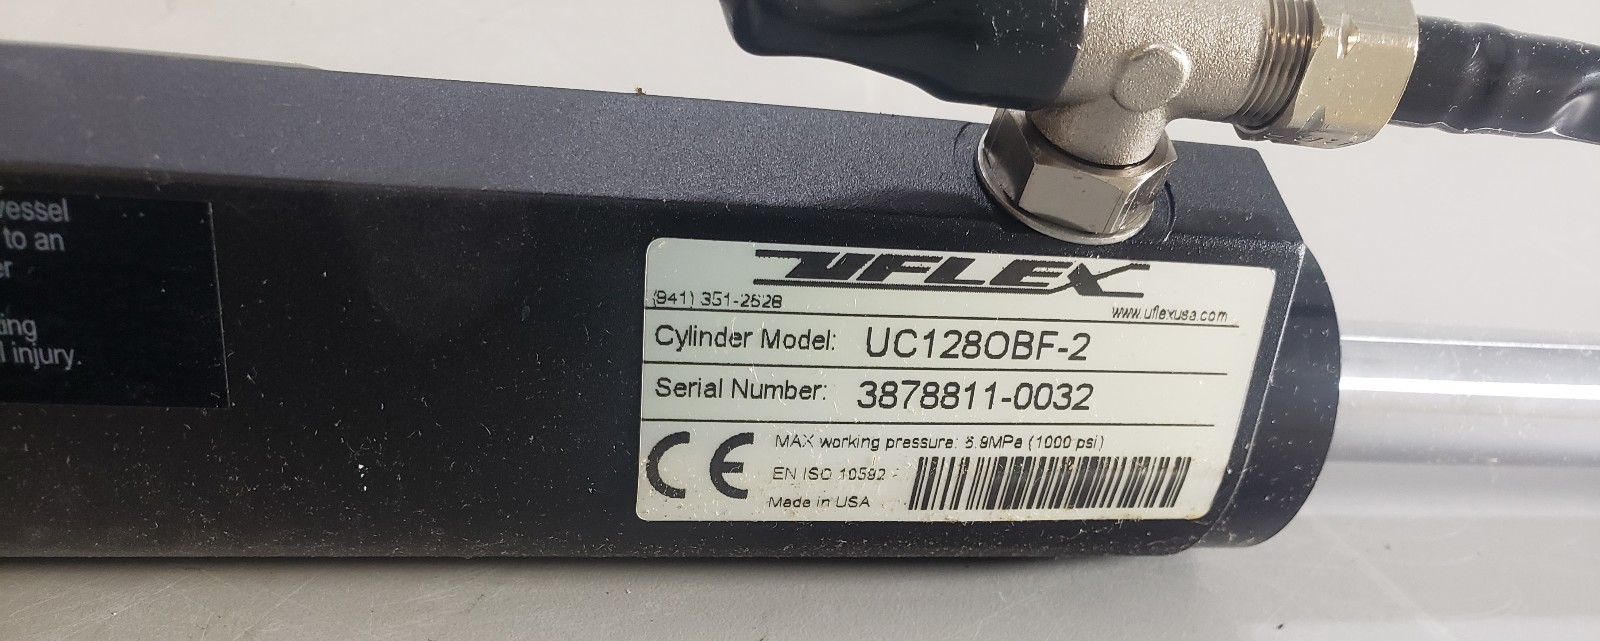 vessel
to an
er
ing
injury.
UFLEX
(941) 351-2628
www.uflexusa.com
Cylinder Model: UC128OBF-2
Serial Number: 3878811-0032
CE
MAX working pressure: 6.9MPa (1000 psi)
EN ISO 10592
Made in USA